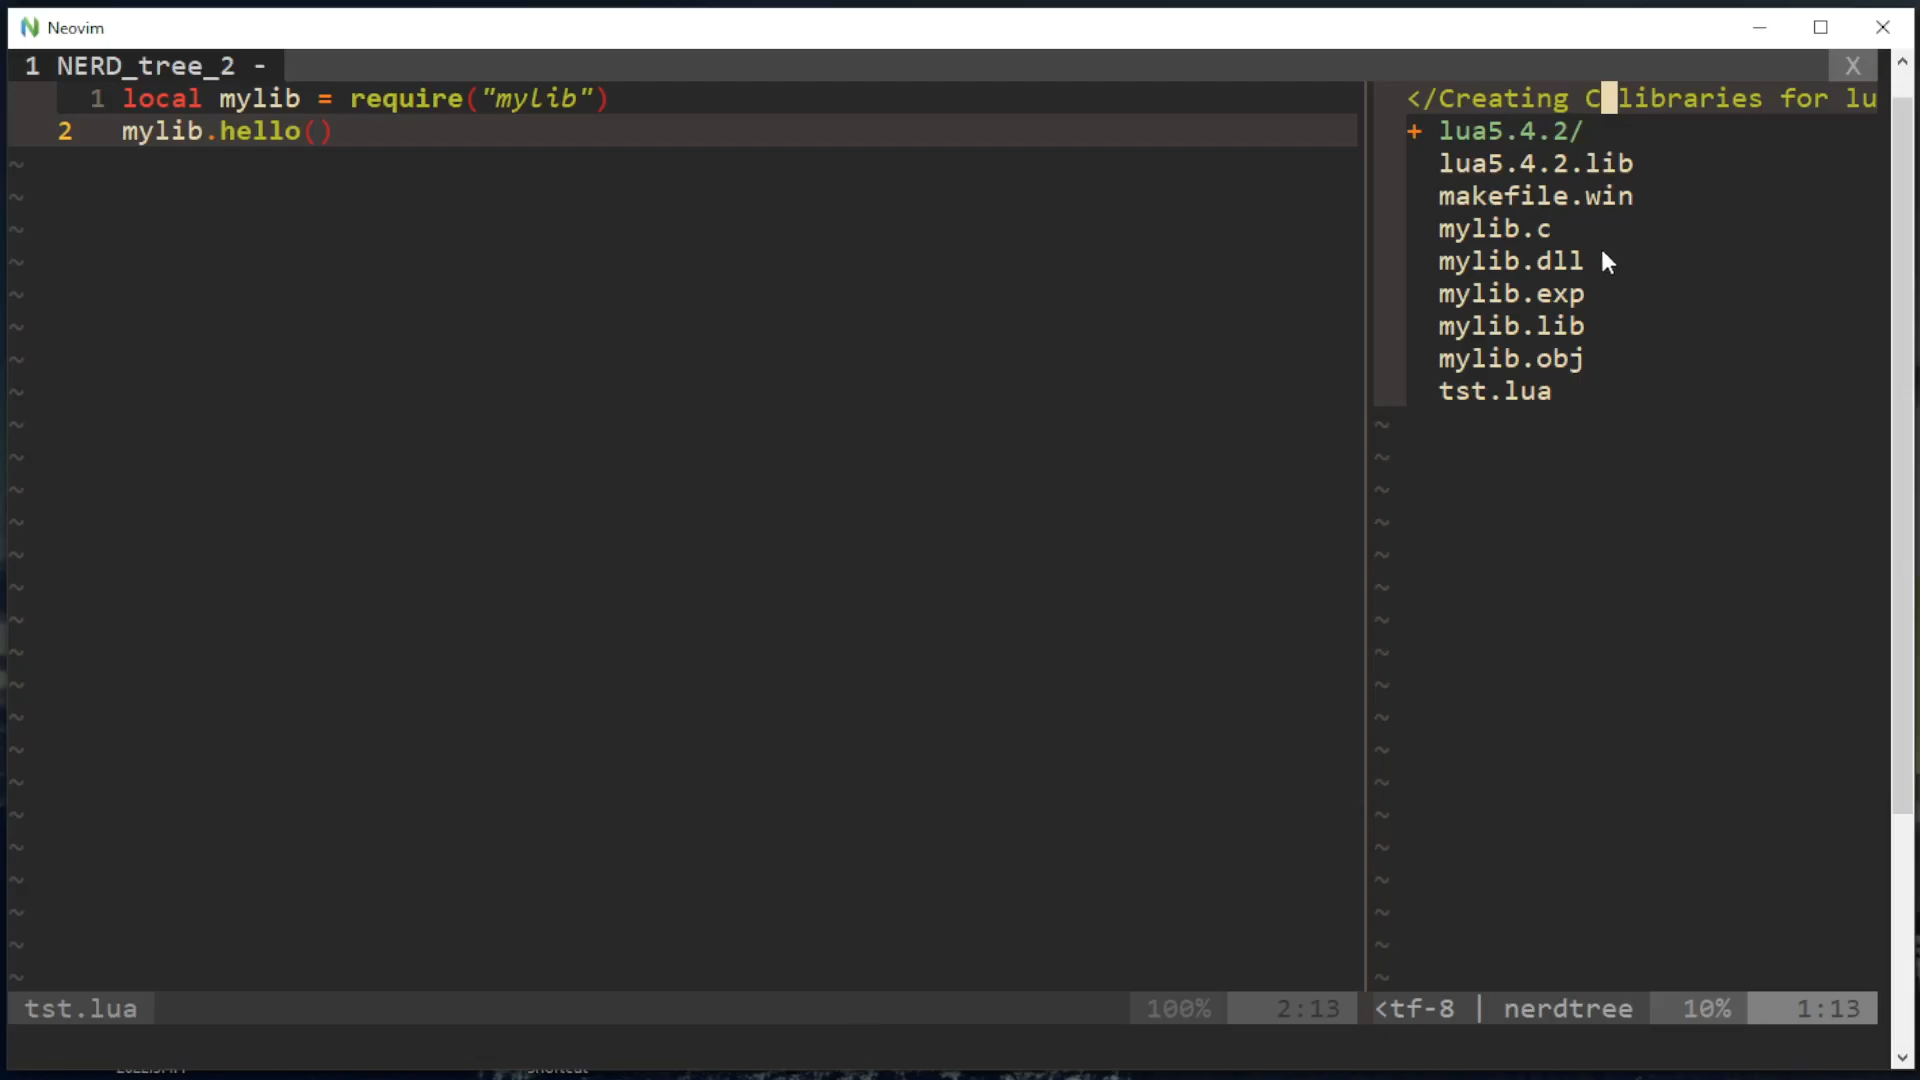 Neovim
1 NERD_tree_2 -
X
1 local mylib = require("mylib")
2 mylib.hello()
</Creating C libraries for lu
+ lua5.4.2/
lua5.4.2.lib
makefile.win
mylib.c
mylib.dll
mylib.exp
mylib.lib
mylib.obj
tst.lua
tst.lua 100% 2:13
<tf-8 | nerdtree 10% 1:13